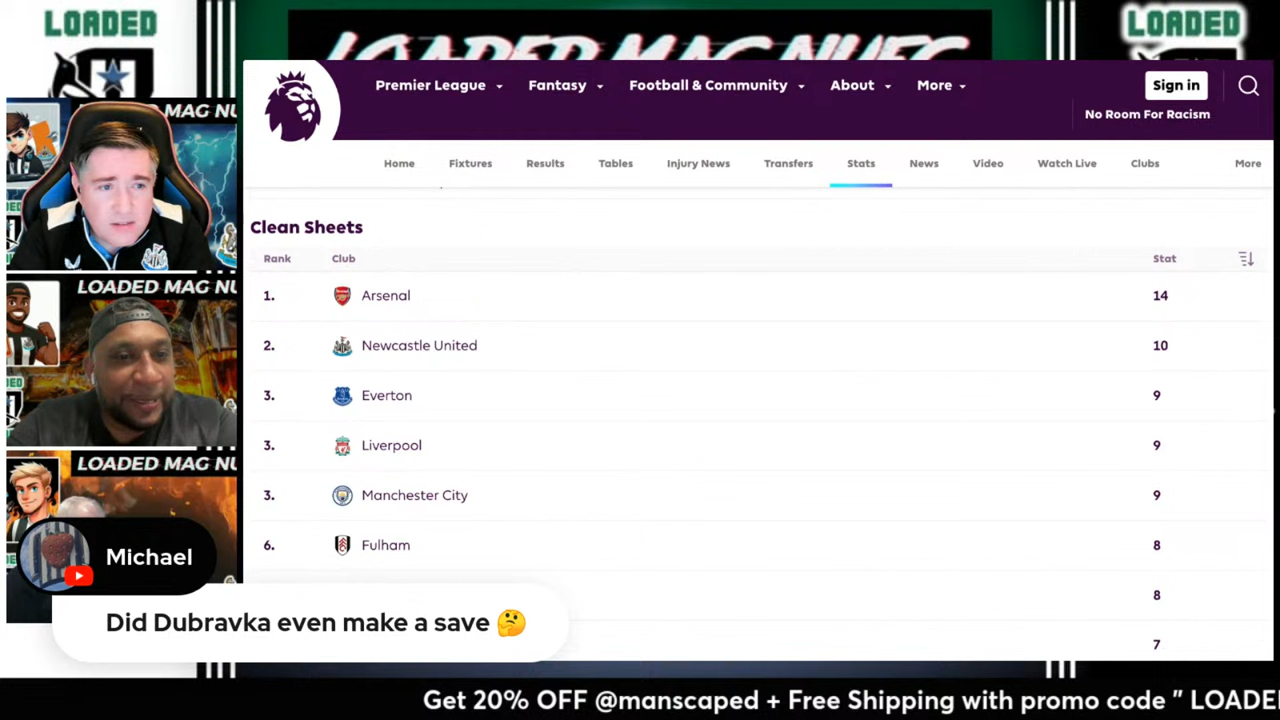 LOADED
LOADED MAG NUFC
LOADED
Premier League
Fantasy
Football & Community
About
More
Sign in
No Room For Racism
MAG NU
Home
Fixtures
Results
Tables
Injury News
Transfers
Stats
News
Video
Watch Live
Clubs
More
Clean Sheets
Rank Club Stat
1. Arsenal 14
2. Newcastle United 10
3. Everton 9
3. Liverpool 9
3. Manchester City 9
6. Fulham 8
8
7
LOADED MAG NU
LOADED MAG NU
Michael
Did Dubravka even make a save 🤔
Get 20% OFF @manscaped + Free Shipping with promo code " LOADE